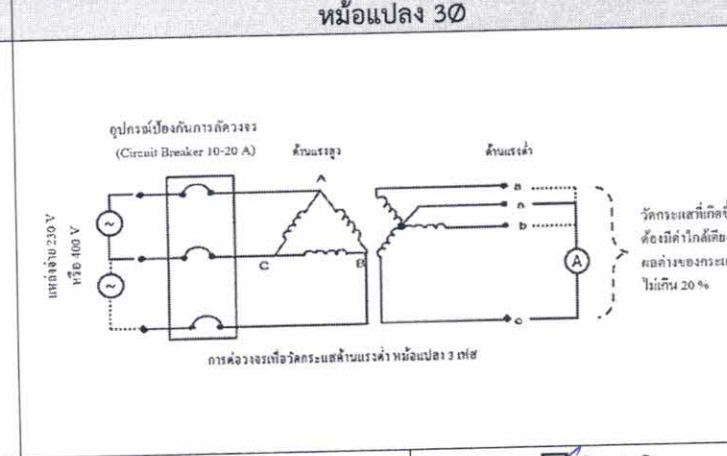 หม้อแปลง 3Ø
อุปกรณ์ป้องกันการลัดวงจร
(Circuit Breaker 10-20 A)
ด้านแรงสูง
ด้านแรงต่ำ
แหล่งจ่าย 230 V
หรือ 400 V
~
~
A
C
B
a
n
b
c
A
วัดกระแสที่เกิดขึ้
ต้องมีค่าใกล้เคีย
ผลต่างของกระแ
ไม่เกิน 20 %
การต่อวงจรเพื่อวัดกระแสด้านแรงต่ำ หม้อแปลง 3 เฟส